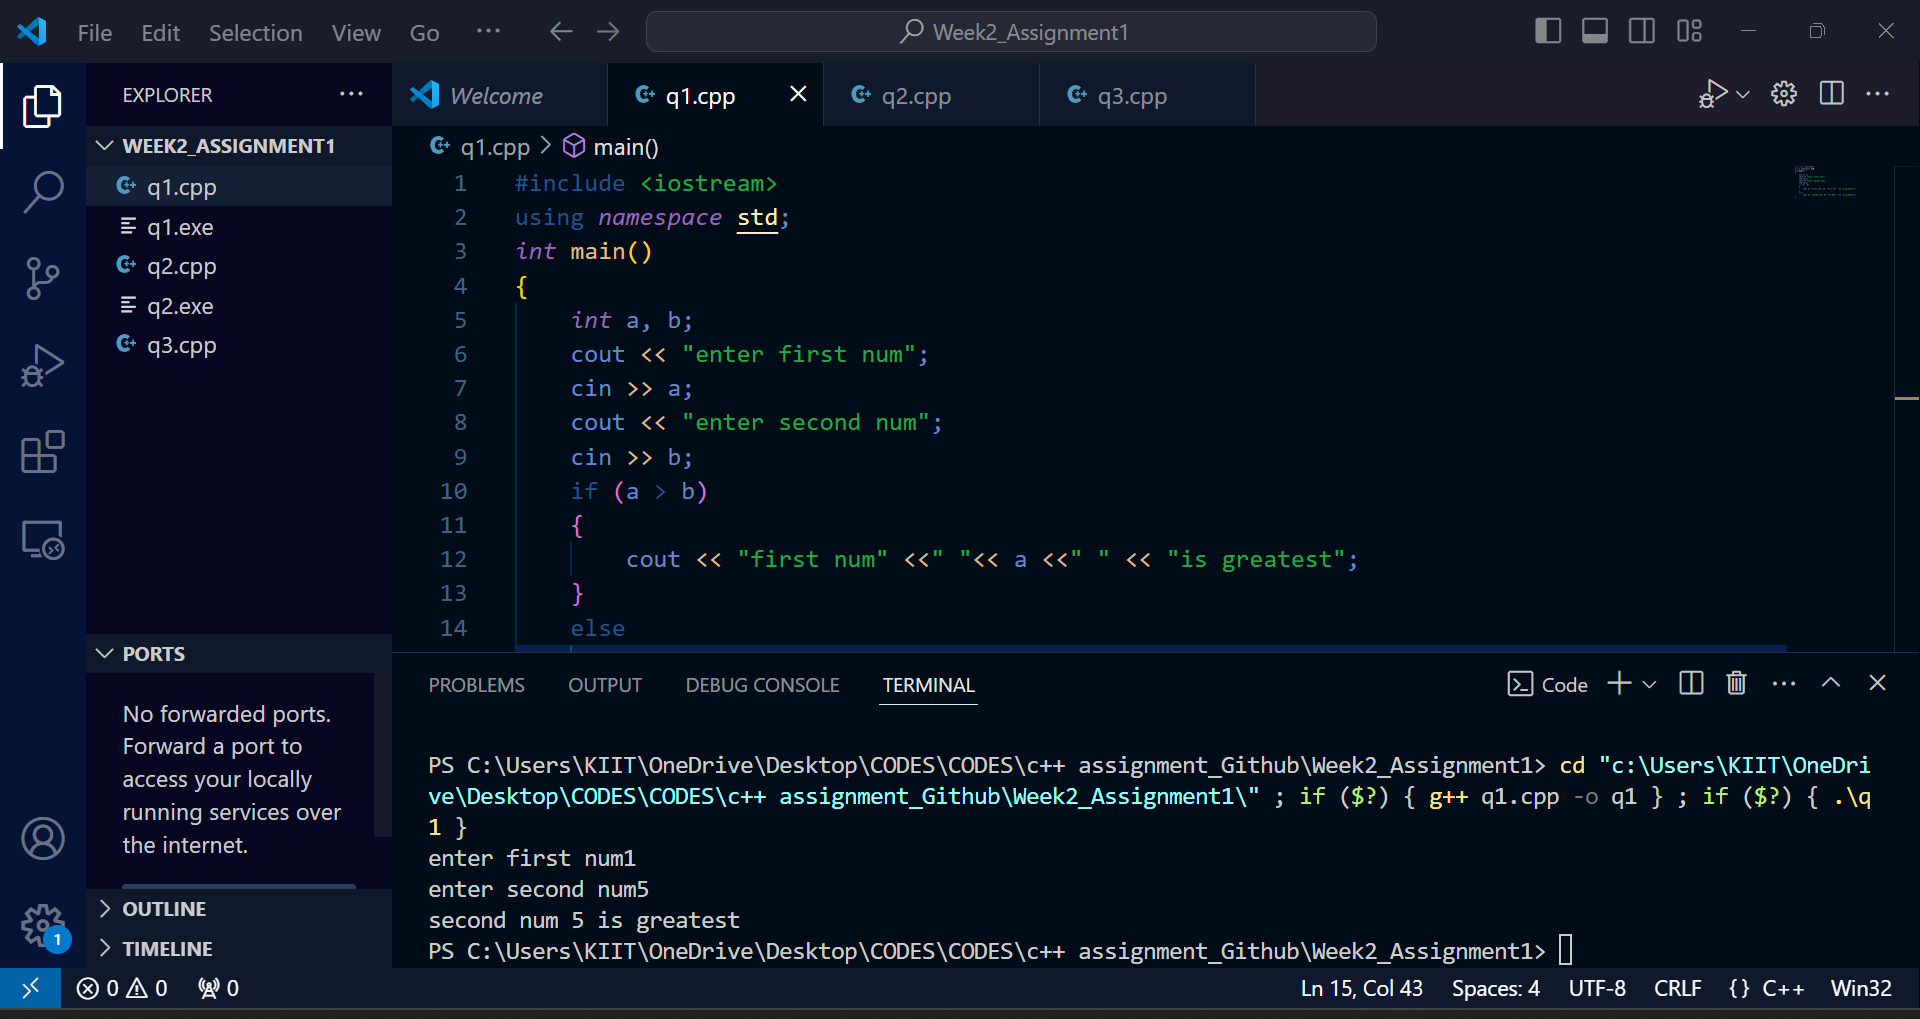 File Edit Selection View Go ··· Week2_Assignment1
EXPLORER ···
WEEK2_ASSIGNMENT1
q1.cpp
q1.exe
q2.cpp
q2.exe
q3.cpp
PORTS
No forwarded ports.
Forward a port to
access your locally
running services over
the internet.
OUTLINE
TIMELINE
1
Welcome q1.cpp q2.cpp q3.cpp
q1.cpp > main()
1 #include <iostream>
2 using namespace std;
3 int main()
4 {
5 int a, b;
6 cout << "enter first num";
7 cin >> a;
8 cout << "enter second num";
9 cin >> b;
10 if (a > b)
11 {
12 cout << "first num" <<" "<< a <<" " << "is greatest";
13 }
14 else
PROBLEMS OUTPUT DEBUG CONSOLE TERMINAL Code
PS C:\Users\KIIT\OneDrive\Desktop\CODES\CODES\c++ assignment_Github\Week2_Assignment1> cd "c:\Users\KIIT\OneDri
ve\Desktop\CODES\CODES\c++ assignment_Github\Week2_Assignment1\" ; if ($?) { g++ q1.cpp -o q1 } ; if ($?) { .\q
1 }
enter first num1
enter second num5
second num 5 is greatest
PS C:\Users\KIIT\OneDrive\Desktop\CODES\CODES\c++ assignment_Github\Week2_Assignment1>
0 0 0 Ln 15, Col 43 Spaces: 4 UTF-8 CRLF {} C++ Win32